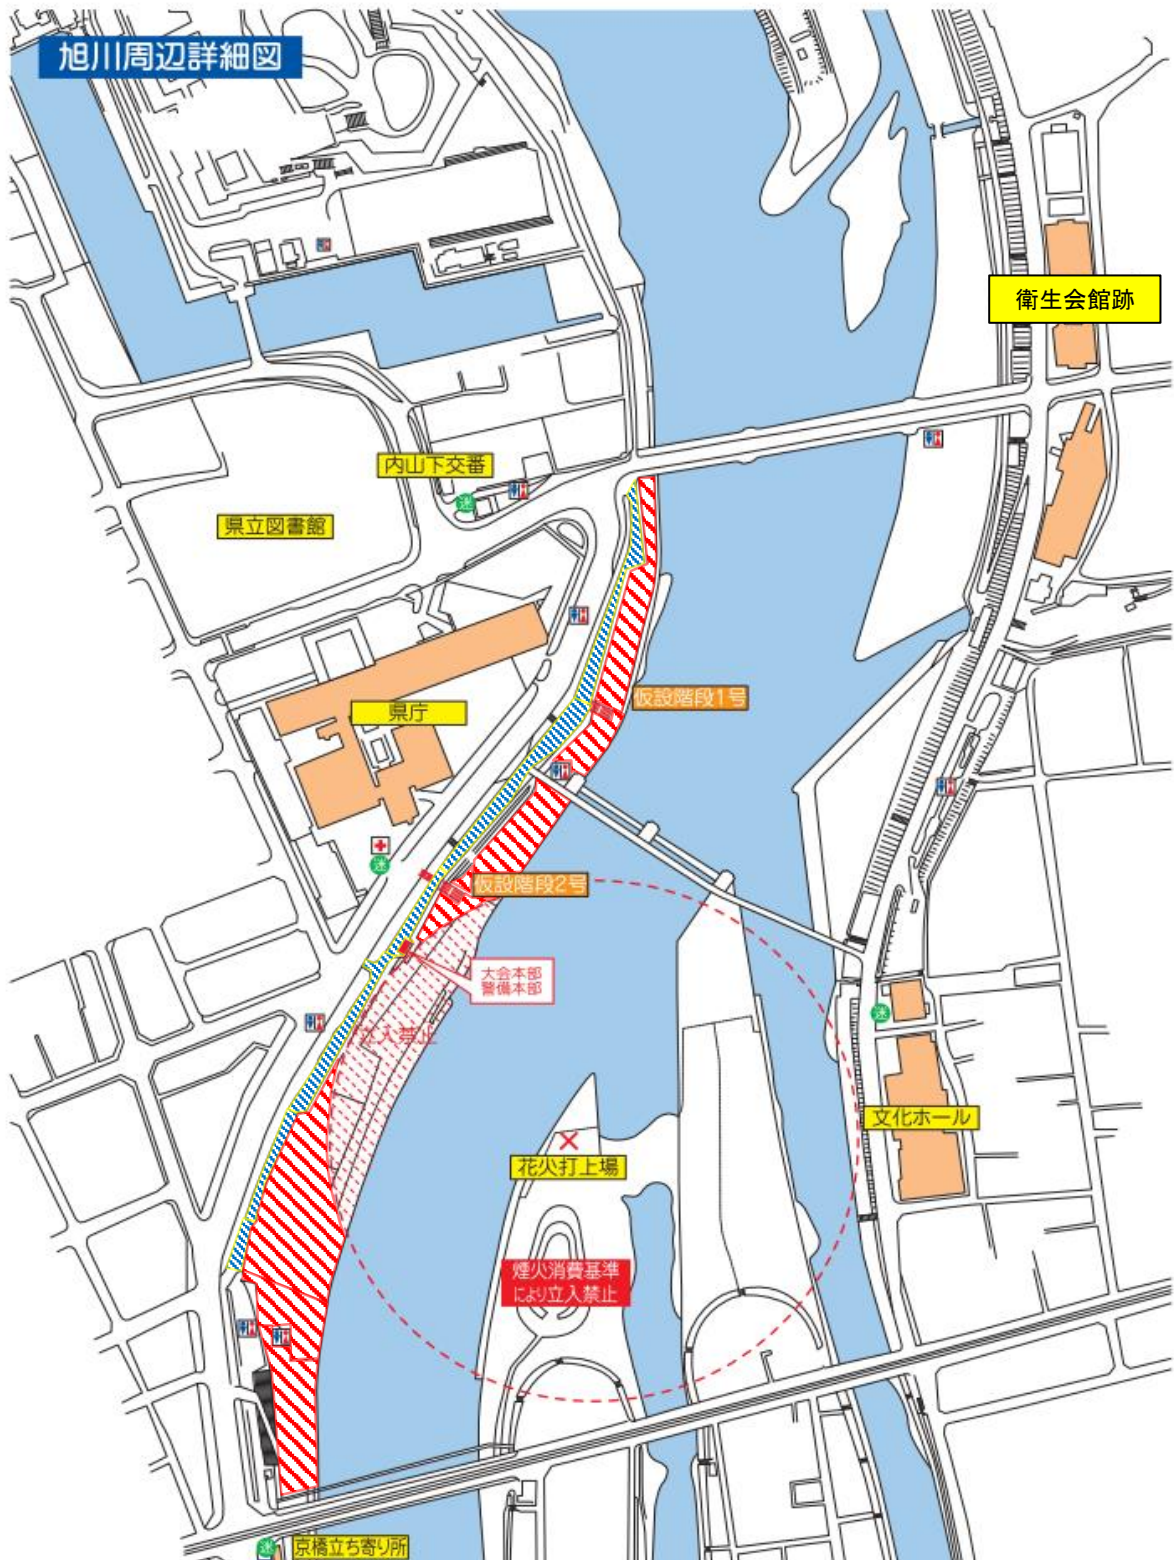 旭川周辺詳細図
衛生会館跡
内山下交番
迷
県立図書館
仮設階段1号
県庁
迷
仮設階段2号
大会本部
警備本部
立入禁止
迷
文化ホール
花火打上場
煙火消費基準
により立入禁止
迷
京橋立ち寄り所